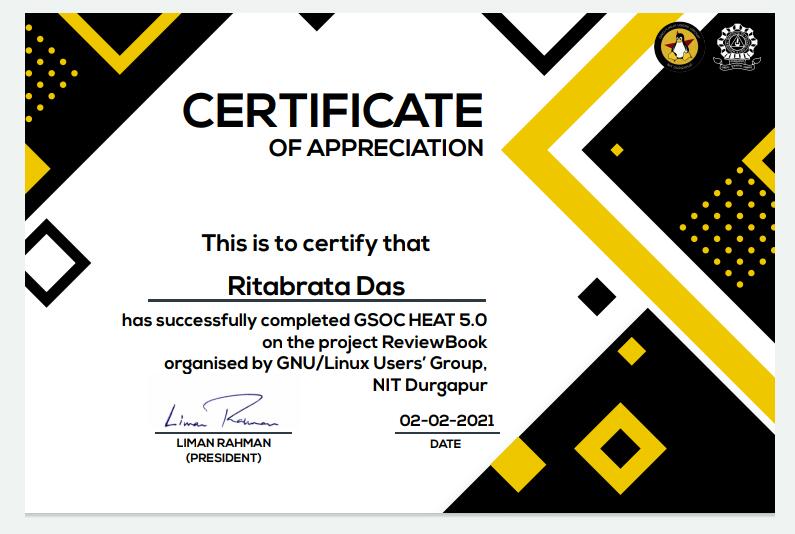 CERTIFICATE
OF APPRECIATION
This is to certify that
Ritabrata Das
has successfully completed GSOC HEAT 5.0
on the project ReviewBook
organised by GNU/Linux Users' Group,
NIT Durgapur
Liman Rahman
02-02-2021
LIMAN RAHMAN
DATE
(PRESIDENT)